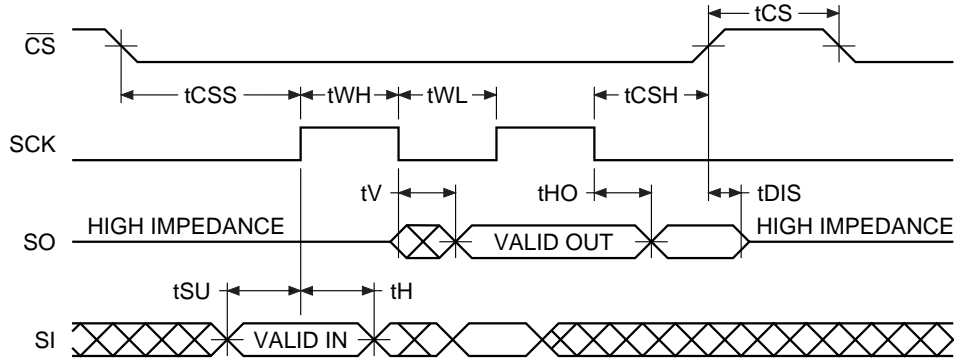 tCS
CS
tCSS tWH tWL tCSH
SCK
tV tHO tDIS
HIGH IMPEDANCE HIGH IMPEDANCE
SO VALID OUT
tSU tH
SI VALID IN